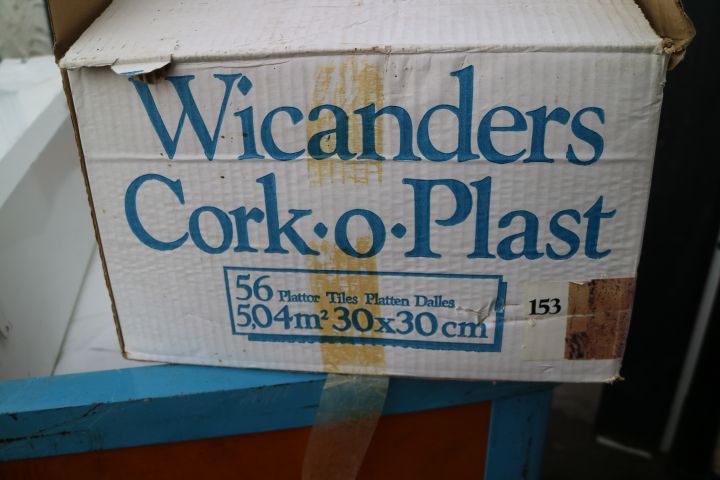 Wicanders
Cork·o·Plast
56 Plattor Tiles Platten Dalles
5,04m² 30x30cm
153